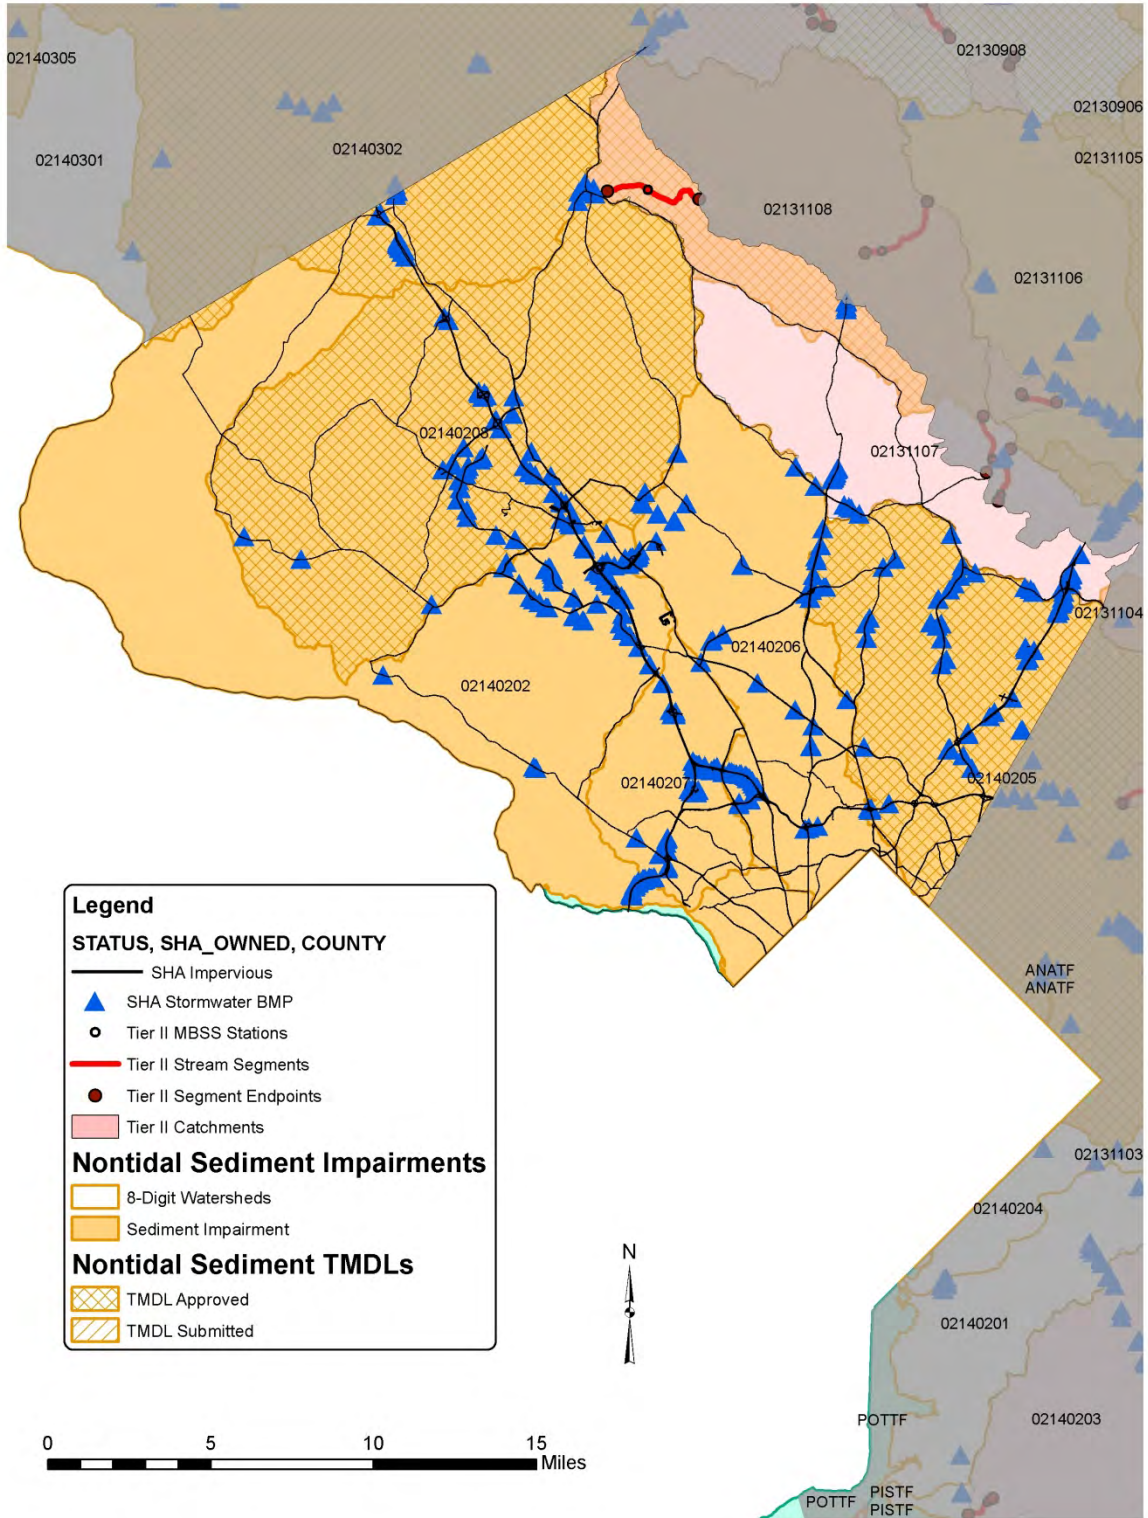 02130908
02140305
02130906
02140302
02131105
02140301
02131108
02131106
02140208
02131107
02131104
02140206
02140202
02140205
02140207
Legend
STATUS, SHA_OWNED, COUNTY
SHA Impervious
SHA Stormwater BMP
Tier II MBSS Stations
Tier II Stream Segments
Tier II Segment Endpoints
Tier II Catchments
Nontidal Sediment Impairments
8-Digit Watersheds
Sediment Impairment
Nontidal Sediment TMDLs
TMDL Approved
TMDL Submitted
ANATF
ANATF
02131103
02140204
N
02140201
POTTF
02140203
0 5 10 15
Miles
PISTF
POTTF
PISTF